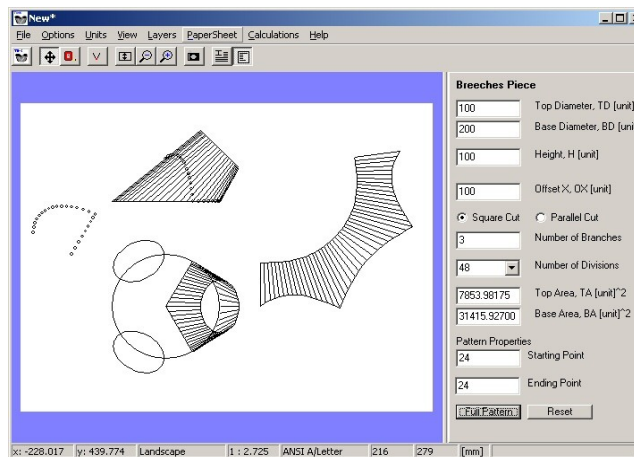 New*
File Options Units View Layers PaperSheet Calculations Help
Breeches Piece
100 Top Diameter, TD [unit]
200 Base Diameter, BD [uni
100 Height, H [unit]
100 Offset X, OX [unit]
Square Cut Parallel Cut
3 Number of Branches
48 Number of Divisions
7853.98175 Top Area, TA [unit]^2
31415.92700 Base Area, BA [unit]^2
Pattern Properties
24 Starting Point
24 Ending Point
Full Pattern Reset
x: -228.017 y: 439.774 Landscape 1 : 2.725 ANSI A/Letter 216 279 [mm]